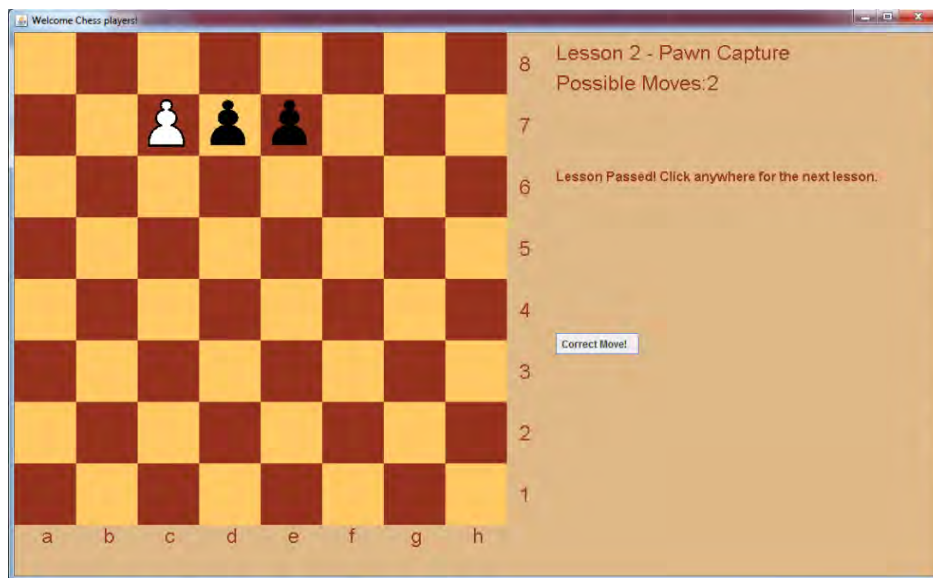 Welcome Chess players!
8
Lesson 2 - Pawn Capture
Possible Moves:2
7
6
Lesson Passed! Click anywhere for the next lesson.
5
4
Correct Move!
3
2
1
a b c d e f g h